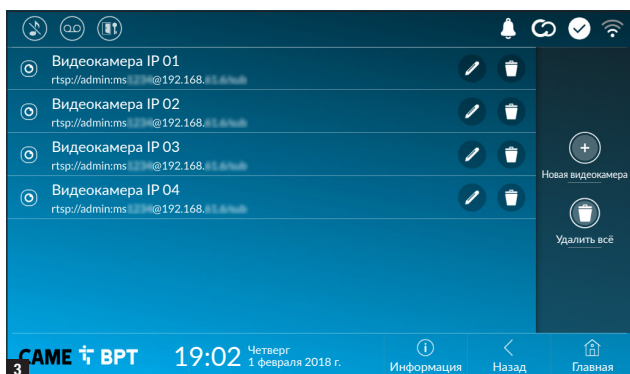 Видеокамера IP 01
rtsp://admin:ms @192.168.
Видеокамера IP 02
rtsp://admin:ms @192.168.
Видеокамера IP 03
rtsp://admin:ms @192.168.
Видеокамера IP 04
rtsp://admin:ms @192.168.
Новая видеокамера
Удалить всё
CAME BPT
19:02
Четверг
1 февраля 2018 г.
Информация
Назад
Главная
3